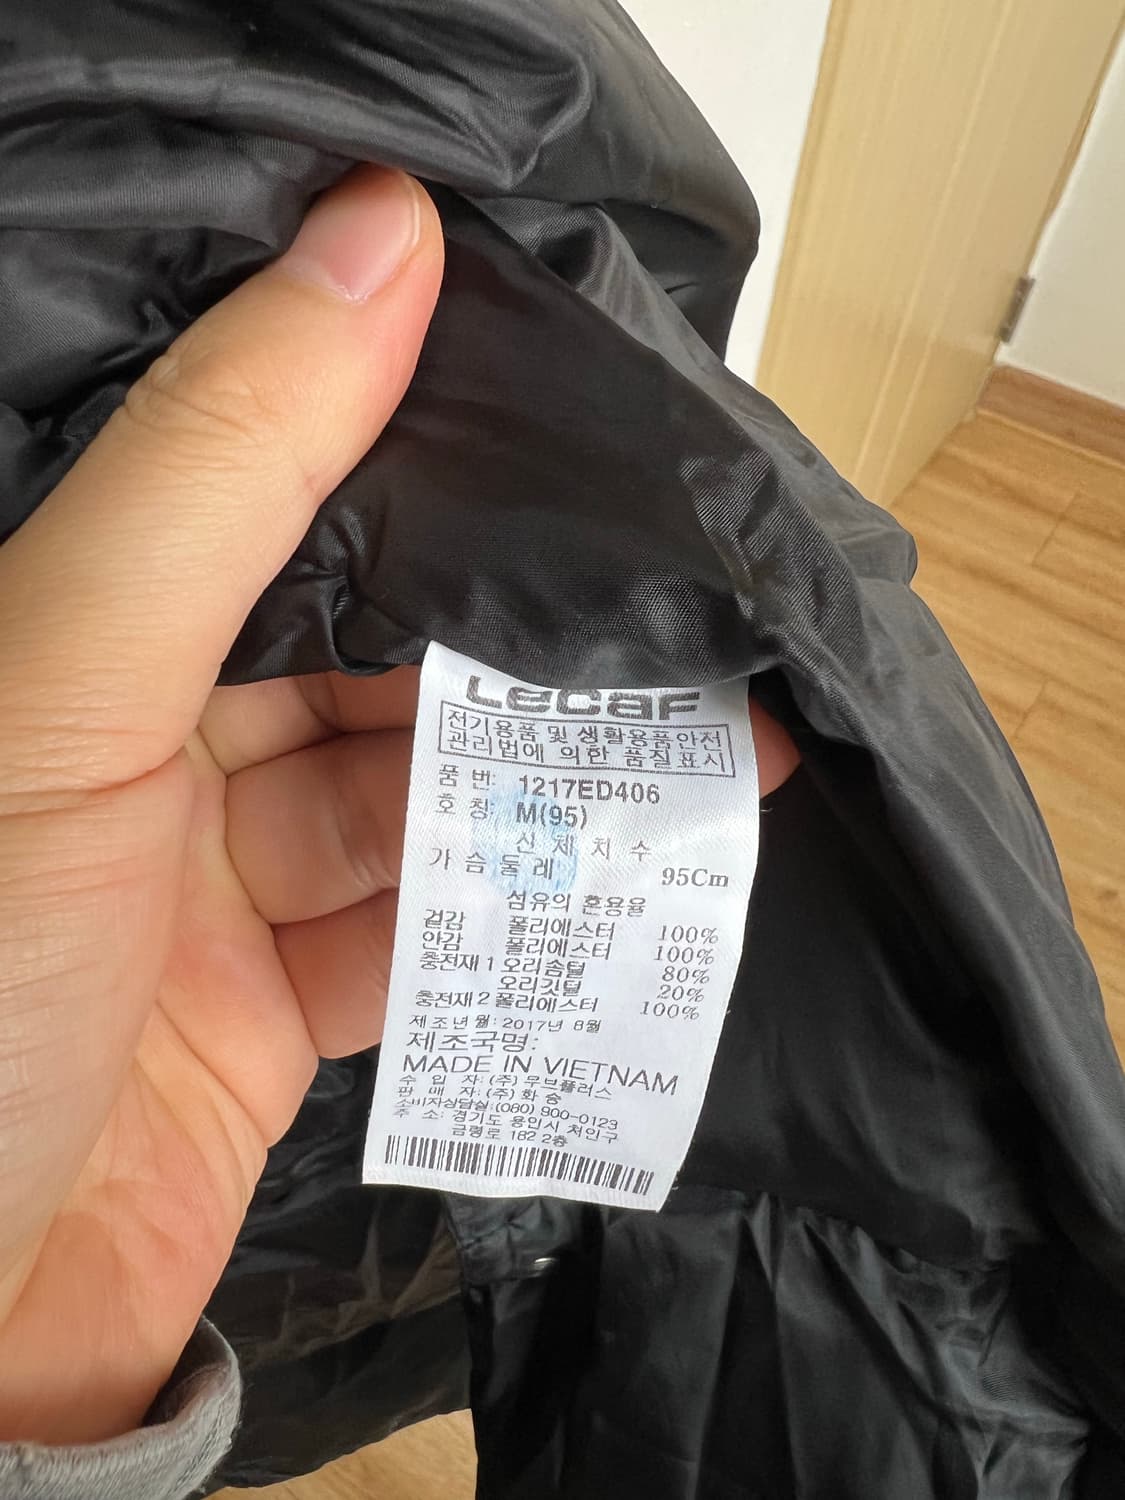 Lecaf
전기용품 및 생활용품안전
관리법에 의한 품질표시
품 번: 1217ED406
호 칭: M(95)
신 체 치 수
가 슴 둘 레 95Cm
섬유의 혼용율
겉감 폴리에스터 100%
안감 폴리에스터 100%
충전재 1 오리솜털 80%
오리깃털 20%
충전재 2 폴리에스터 100%
제조년월: 2017년 8월
제조국명:
MADE IN VIETNAM
수 입 자: (주) 무브플러스
판 매 자: (주) 화 승
소비자상담실: (080) 900-0123
주 소: 경기도 용인시 처인구
금령로 182 2층